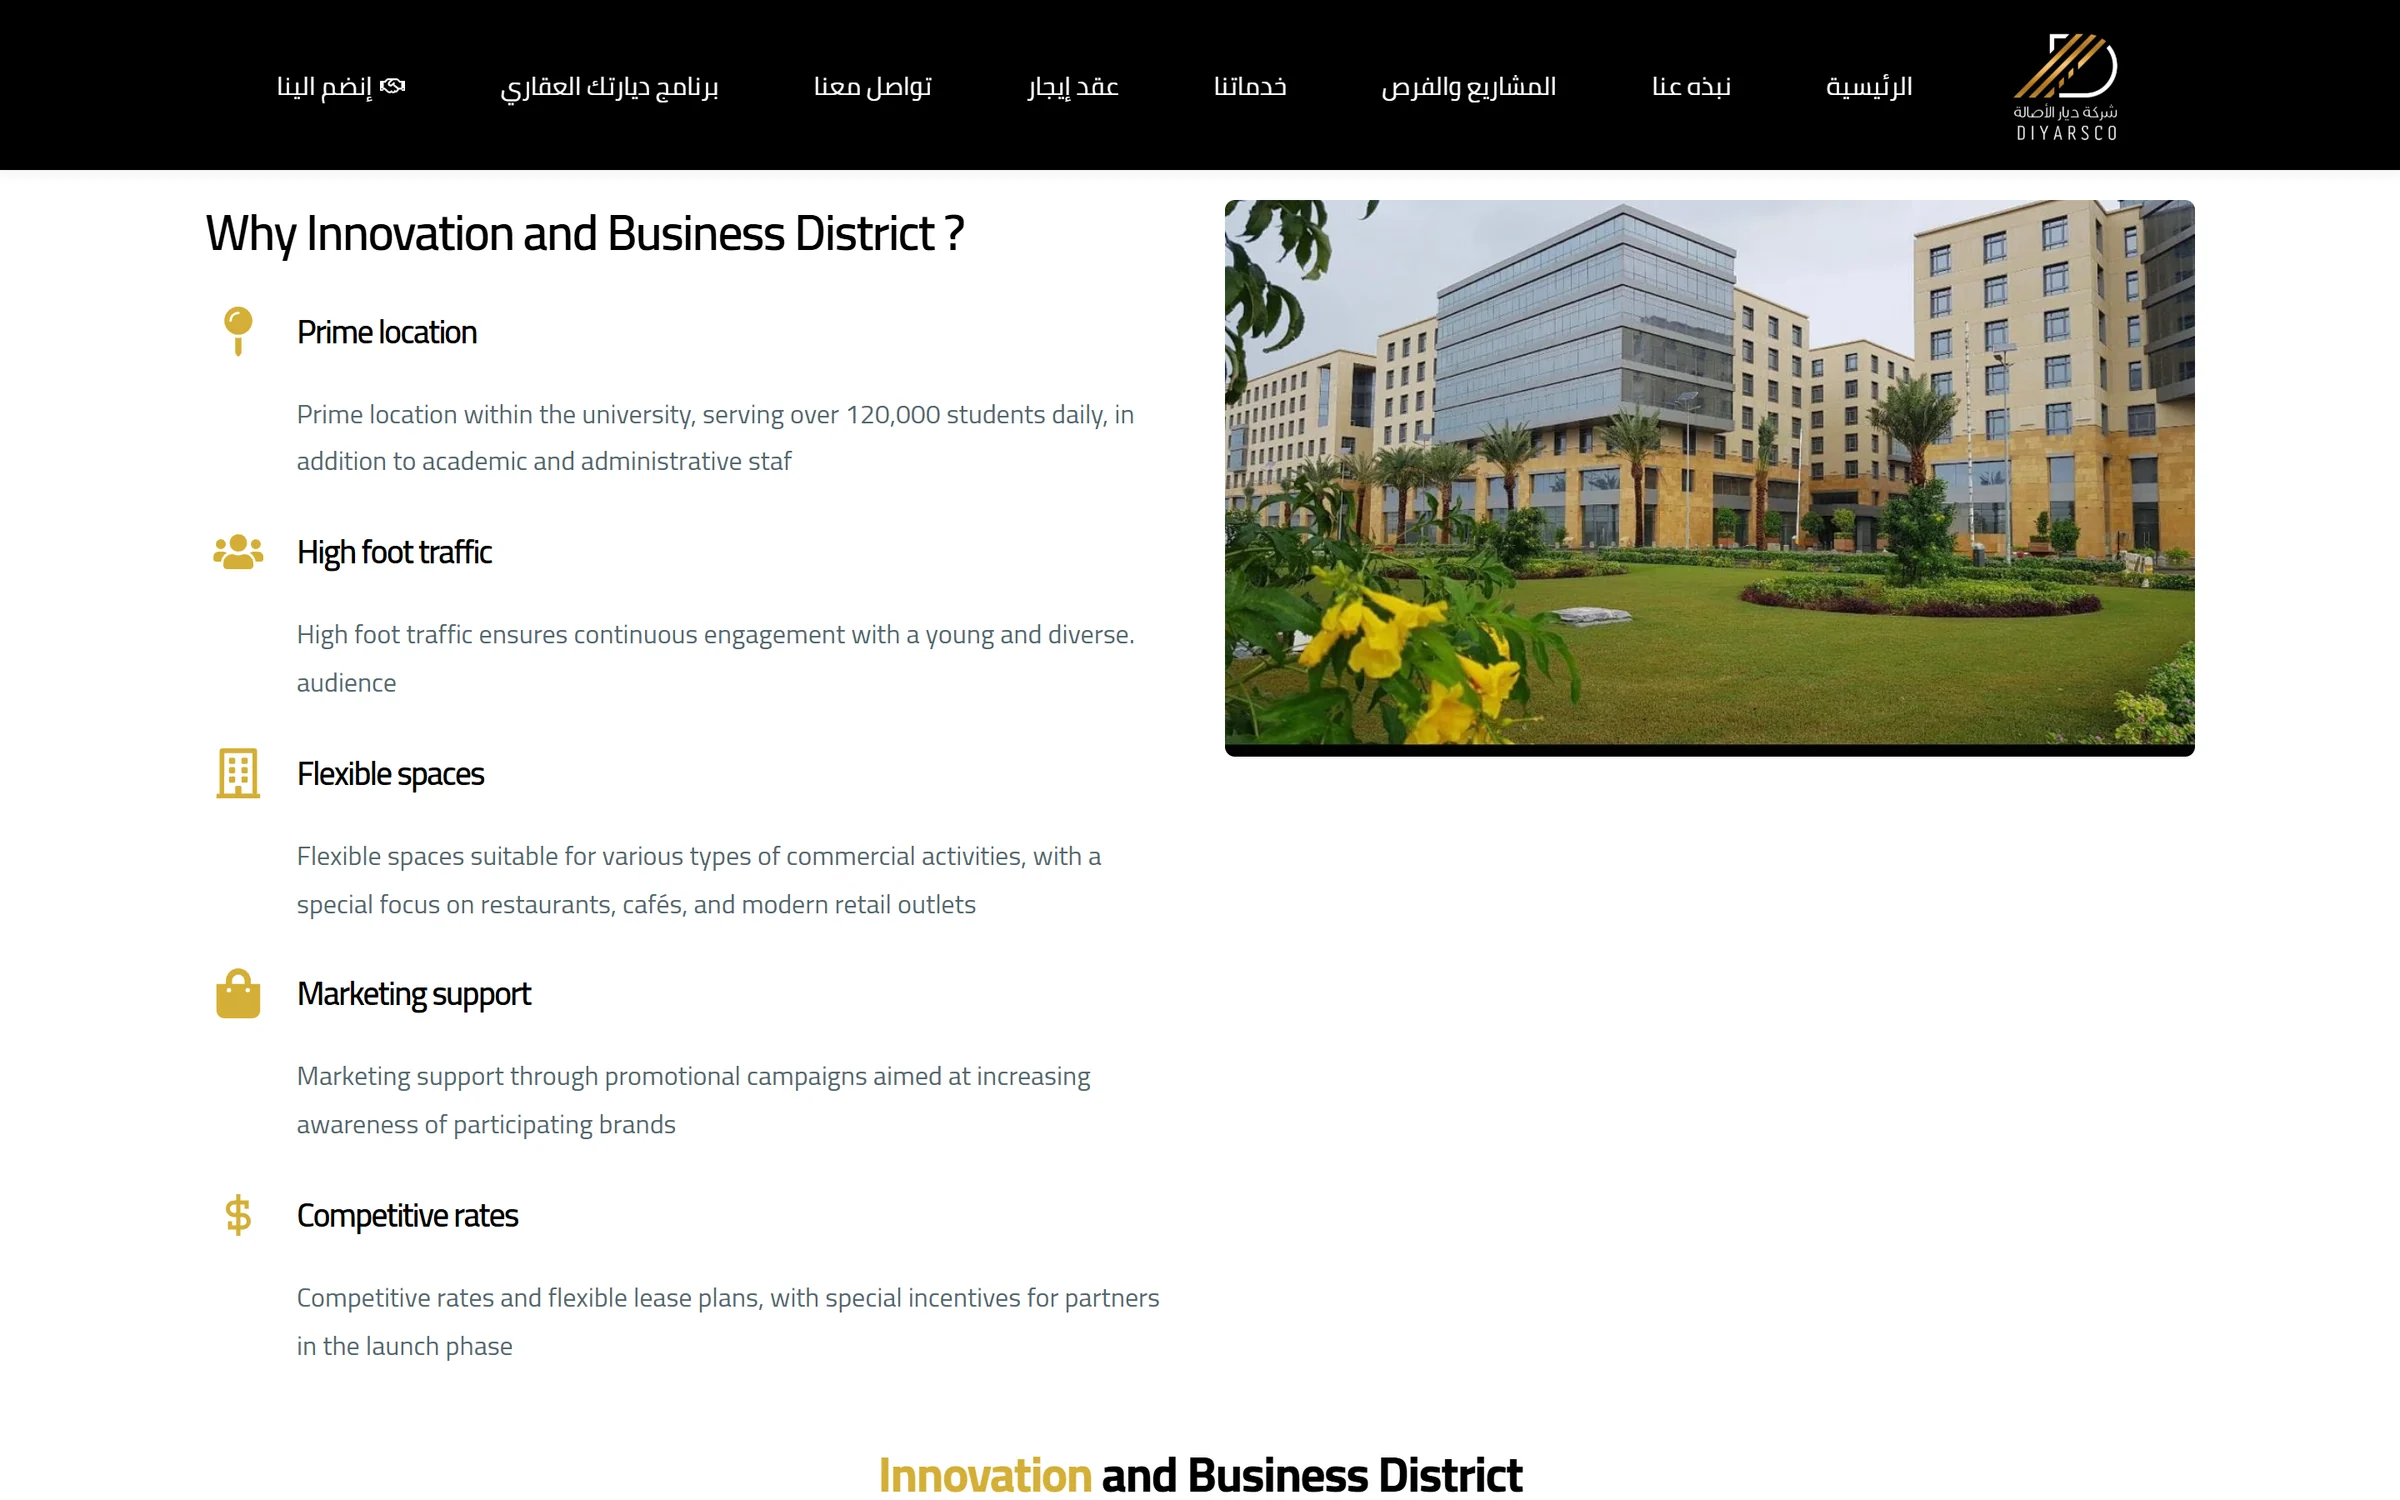 شركة ديار الأصالة
DIYARSCO
الرئيسية
نبذه عنا
المشاريع والفرص
خدماتنا
عقد إيجار
تواصل معنا
برنامج ديارتك العقاري
إنضم الينا
Why Innovation and Business District ?
Prime location
Prime location within the university, serving over 120,000 students daily, in
addition to academic and administrative staf
High foot traffic
High foot traffic ensures continuous engagement with a young and diverse.
audience
Flexible spaces
Flexible spaces suitable for various types of commercial activities, with a
special focus on restaurants, cafés, and modern retail outlets
Marketing support
Marketing support through promotional campaigns aimed at increasing
awareness of participating brands
Competitive rates
Competitive rates and flexible lease plans, with special incentives for partners
in the launch phase
Innovation and Business District